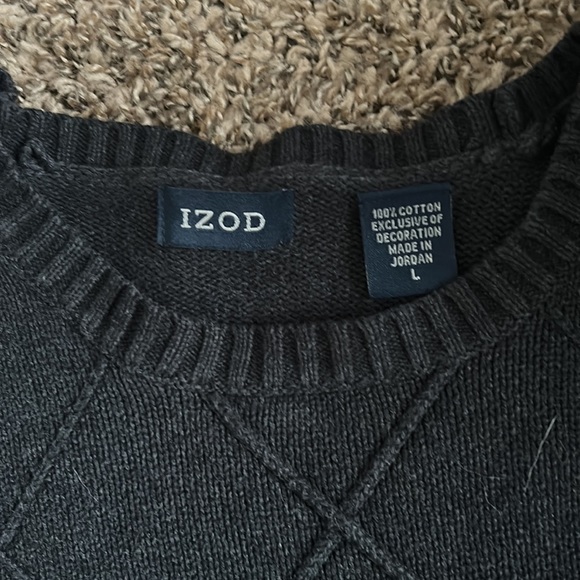 IZOD
100% COTTON
EXCLUSIVE OF
DECORATION
MADE IN
JORDAN
L